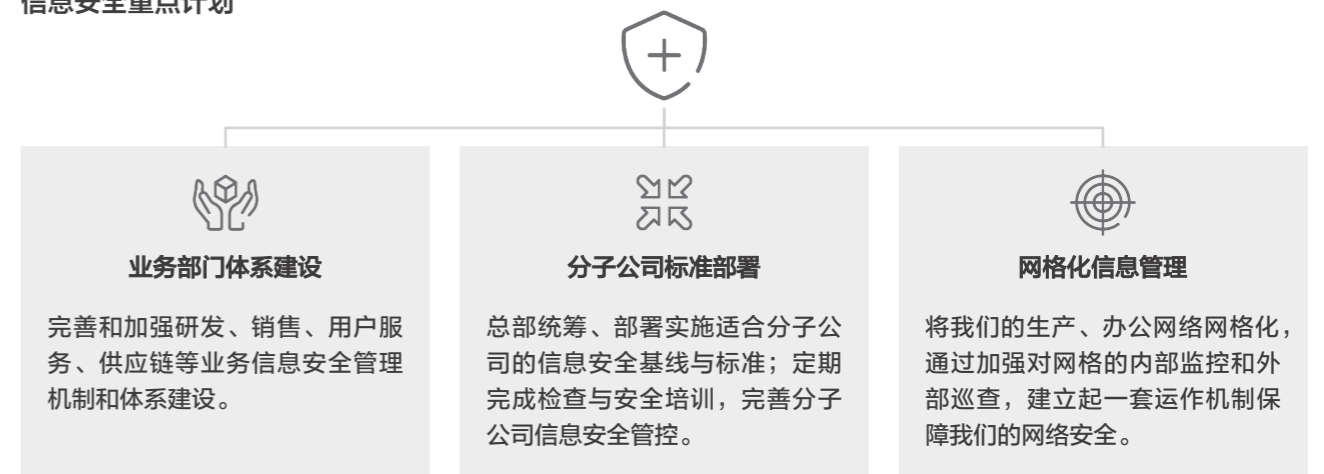 信息安全重点计划
业务部门体系建设
完善和加强研发、销售、用户服
务、供应链等业务信息安全管理
机制和体系建设。
分子公司标准部署
总部统筹、部署实施适合分子公
司的信息安全基线与标准；定期
完成检查与安全培训，完善分子
公司信息安全管控。
网格化信息管理
将我们的生产、办公网络网格化，
通过加强对网格的内部监控和外
部巡查，建立起一套运作机制保
障我们的网络安全。